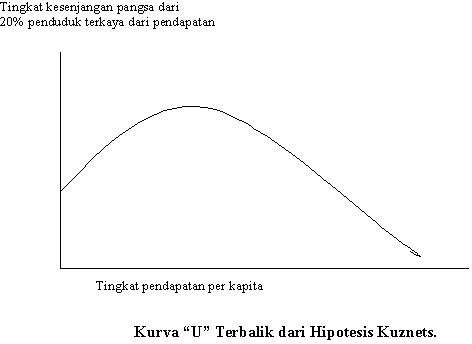 Tingkat kesenjangan pangsa dari
20% penduduk terkaya dari pendapatan
Tingkat pendapatan per kapita
Kurva “U” Terbalik dari Hipotesis Kuznets.